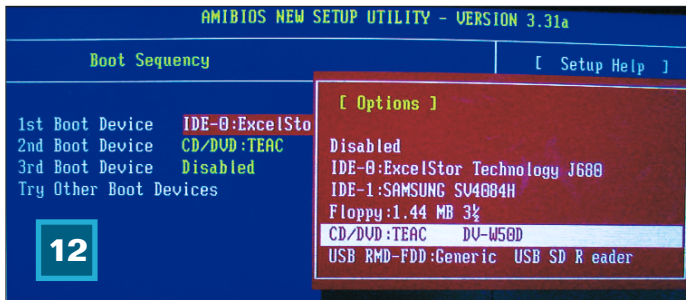 AMIBIOS NEW SETUP UTILITY - VERSION 3.31a
Boot Sequency
[ Setup Help ]
1st Boot Device IDE-0:ExcelSto
2nd Boot Device CD/DVD:TEAC
3rd Boot Device Disabled
Try Other Boot Devices
[ Options ]
Disabled
IDE-0:ExcelStor Technology J680
IDE-1:SAMSUNG SV4084H
Floppy:1.44 MB 3½
CD/DVD:TEAC DV-W50D
USB RMD-FDD:Generic USB SD R eader
12